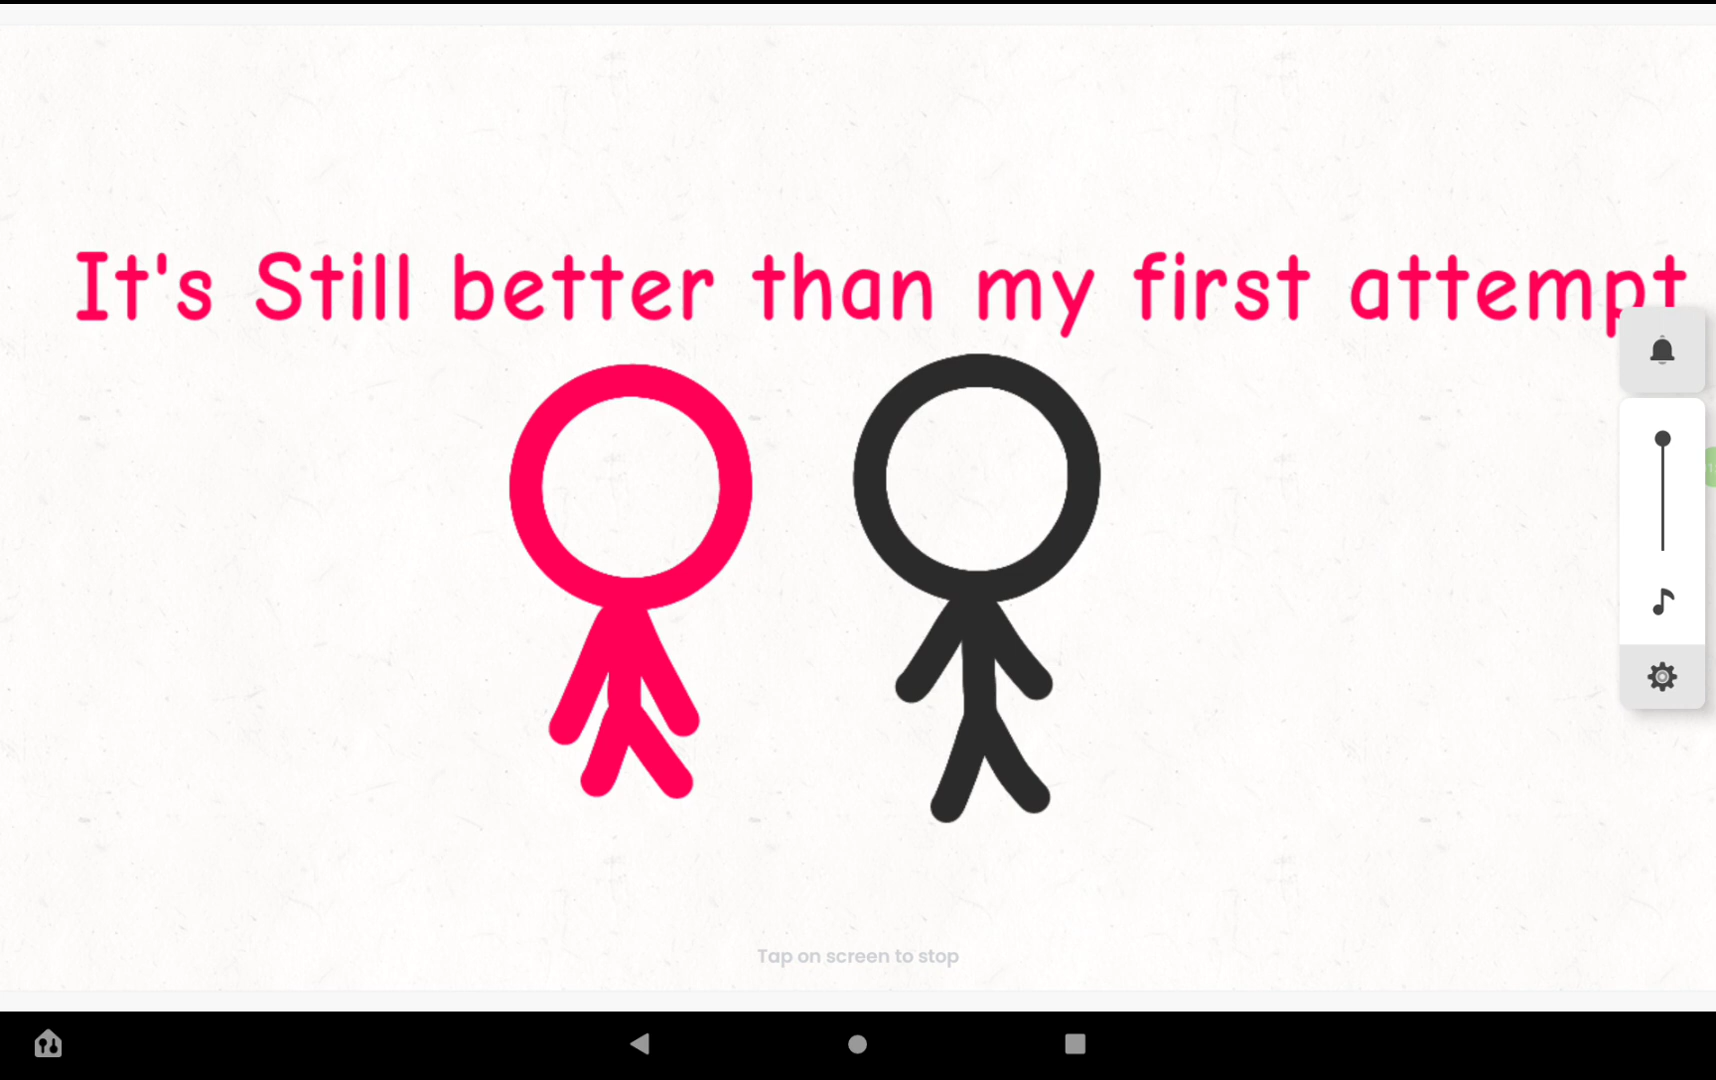 It's Still better than my first attempt
Tap on screen to stop